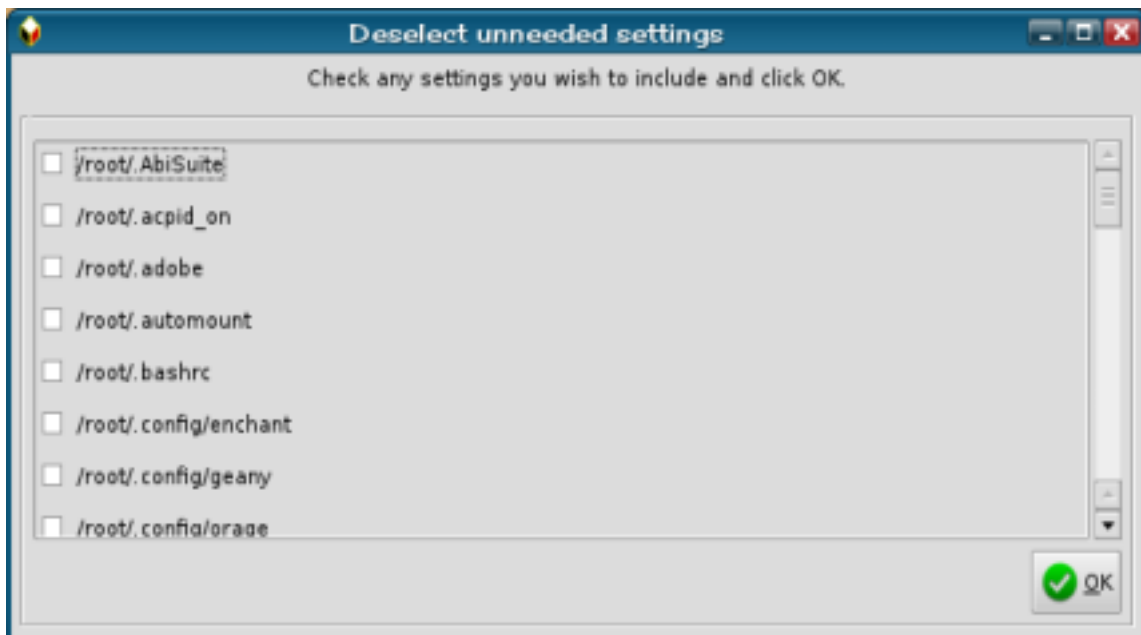 Deselect unneeded settings
Check any settings you wish to include and click OK.
/root/.AbiSuite
/root/.acpid_on
/root/.adobe
/root/.automount
/root/.bashrc
/root/.config/enchant
/root/.config/geany
/root/.config/orage
OK